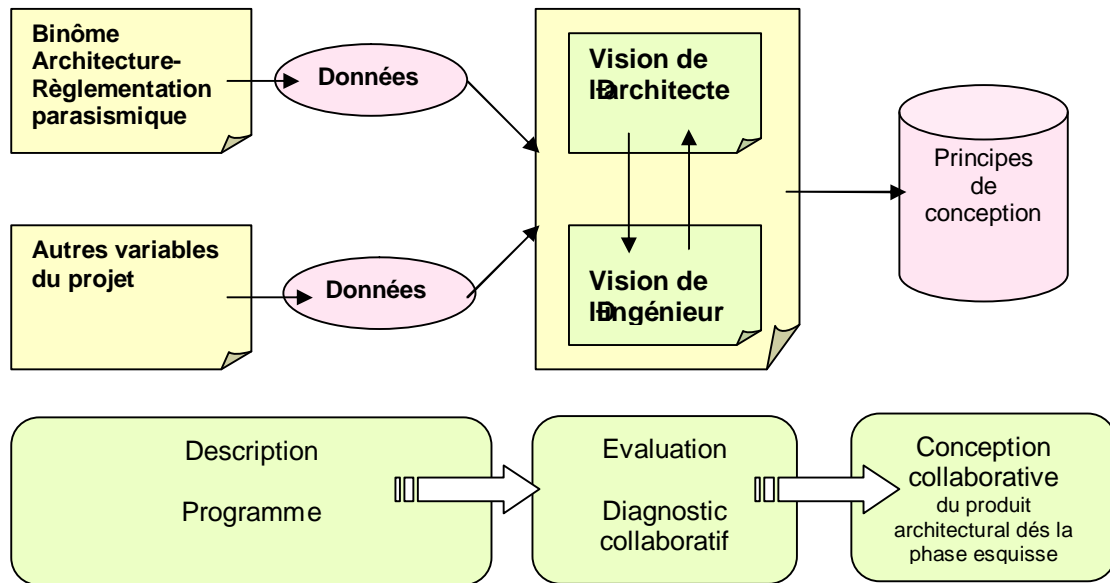 Binôme
Architecture-
Règlementation
parasismique
Données
Vision de
architecte
Principes
de
conception
Autres variables
du projet
Données
Vision de
ingénieur
Description
Programme
Evaluation
Diagnostic
collaboratif
Conception
collaborative
du produit
architectural dés la
phase esquisse